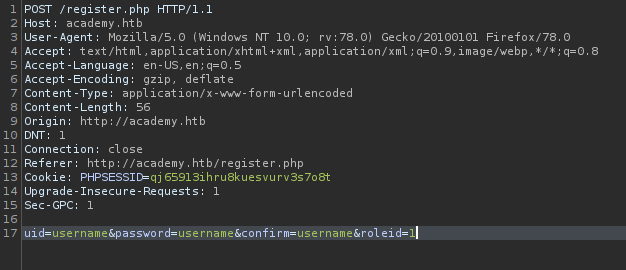 1 POST /register.php HTTP/1.1
2 Host: academy.htb
3 User-Agent: Mozilla/5.0 (Windows NT 10.0; rv:78.0) Gecko/20100101 Firefox/78.0
4 Accept: text/html,application/xhtml+xml,application/xml;q=0.9,image/webp,*/*;q=0.8
5 Accept-Language: en-US,en;q=0.5
6 Accept-Encoding: gzip, deflate
7 Content-Type: application/x-www-form-urlencoded
8 Content-Length: 56
9 Origin: http://academy.htb
10 DNT: 1
11 Connection: close
12 Referer: http://academy.htb/register.php
13 Cookie: PHPSESSID=qj65913ihru8kuesvurv3s7o8t
14 Upgrade-Insecure-Requests: 1
15 Sec-GPC: 1
16
17 uid=username&password=username&confirm=username&roleid=1